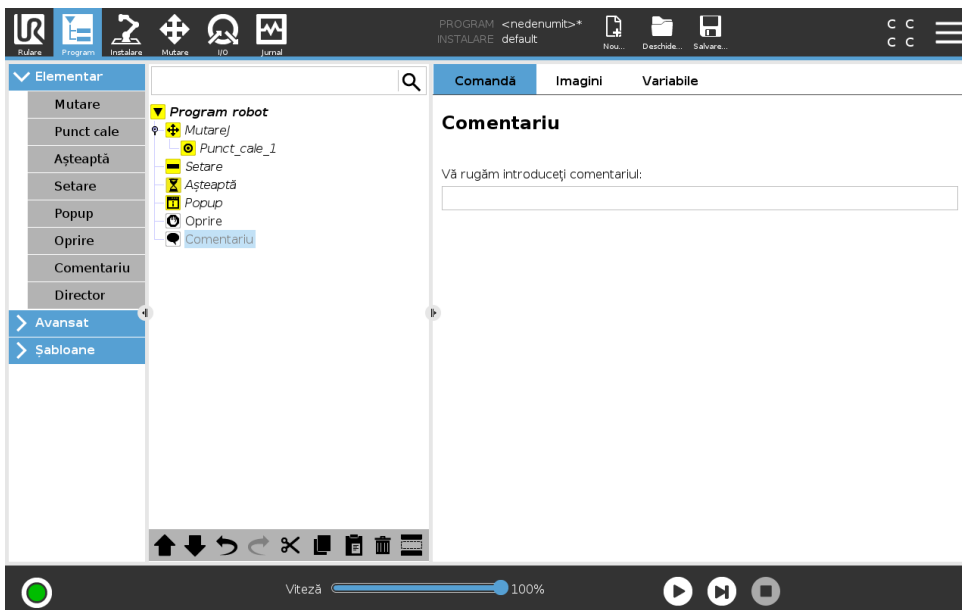 PROGRAM <nedenumit>*
INSTALARE default
Rulare Program Instalare Mutare I/O Jurnal Nou... Deschide... Salvare...
C C
C C
Elementar
Mutare
Punct cale
Așteaptă
Setare
Popup
Oprire
Comentariu
Director
Avansat
Șabloane
Program robot
MutareJ
Punct_cale_1
Setare
Așteaptă
Popup
Oprire
Comentariu
Comandă Imagini Variabile
Comentariu
Vă rugăm introduceţi comentariul:
Viteză 100%